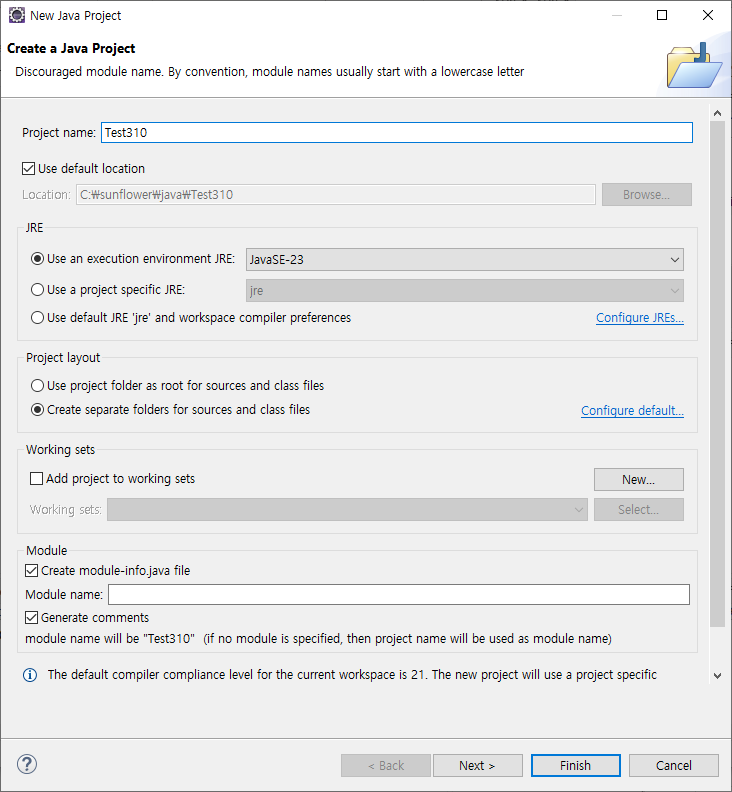 New Java Project
Create a Java Project
Discouraged module name. By convention, module names usually start with a lowercase letter
Project name: Test310
Use default location
Location: C:₩sunflower₩java₩Test310 Browse...
JRE
Use an execution environment JRE: JavaSE-23
Use a project specific JRE: jre
Use default JRE 'jre' and workspace compiler preferences Configure JREs...
Project layout
Use project folder as root for sources and class files
Create separate folders for sources and class files Configure default...
Working sets
Add project to working sets New...
Working sets: Select...
Module
Create module-info.java file
Module name:
Generate comments
module name will be "Test310" (if no module is specified, then project name will be used as module name)
The default compiler compliance level for the current workspace is 21. The new project will use a project specific
? < Back Next > Finish Cancel